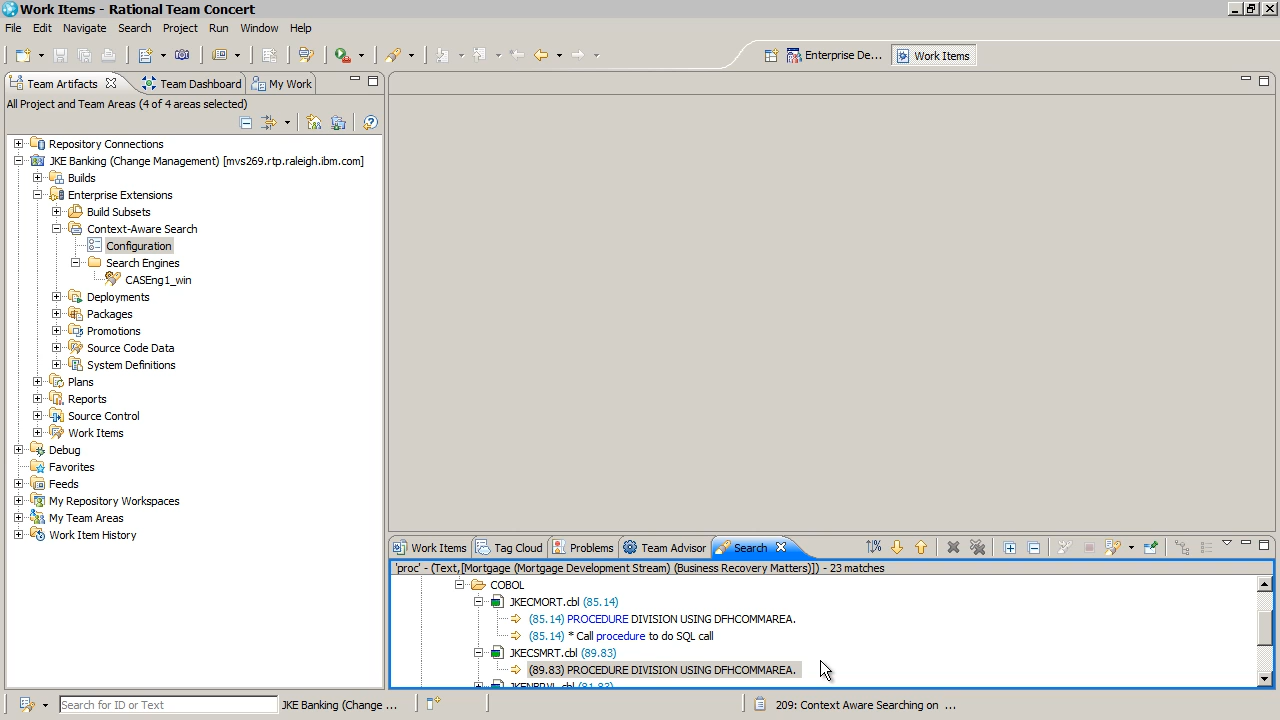 Work Items - Rational Team Concert
File Edit Navigate Search Project Run Window Help
Enterprise De... Work Items
Team Artifacts Team Dashboard My Work
All Project and Team Areas (4 of 4 areas selected)
Repository Connections
JKE Banking (Change Management) [mvs269.rtp.raleigh.ibm.com]
Builds
Enterprise Extensions
Build Subsets
Context-Aware Search
Configuration
Search Engines
CASEng1_win
Deployments
Packages
Promotions
Source Code Data
System Definitions
Plans
Reports
Source Control
Work Items
Debug
Favorites
Feeds
My Repository Workspaces
My Team Areas
Work Item History
Work Items Tag Cloud Problems Team Advisor Search
'proc' - (Text,[Mortgage (Mortgage Development Stream) (Business Recovery Matters)]) - 23 matches
COBOL
JKECMORT.cbl (85.14)
(85.14) PROCEDURE DIVISION USING DFHCOMMAREA.
(85.14) * Call procedure to do SQL call
JKECSMRT.cbl (89.83)
(89.83) PROCEDURE DIVISION USING DFHCOMMAREA.
Search for ID or Text JKE Banking (Change ... 209: Context Aware Searching on ...